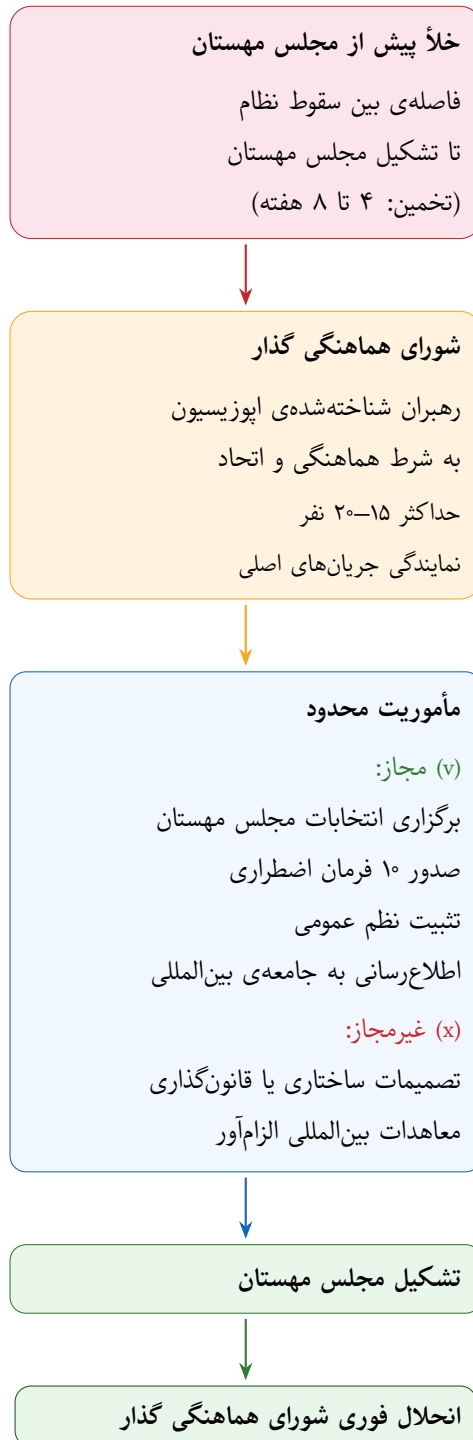 خلأ پیش از مجلس مهستان
فاصله‌ی بین سقوط نظام
تا تشکیل مجلس مهستان
(تخمین: ۴ تا ۸ هفته)
شورای هماهنگی گذار
رهبران شناخته‌شده‌ی اپوزیسیون
به شرط هماهنگی و اتحاد
حداکثر ۱۵–۲۰ نفر
نمایندگی جریان‌های اصلی
مأموریت محدود
(v) مجاز:
برگزاری انتخابات مجلس مهستان
صدور ۱۰ فرمان اضطراری
تثبیت نظم عمومی
اطلاع‌رسانی به جامعه‌ی بین‌المللی
(x) غیرمجاز:
تصمیمات ساختاری یا قانون‌گذاری
معاهدات بین‌المللی الزام‌آور
تشکیل مجلس مهستان
انحلال فوری شورای هماهنگی گذار